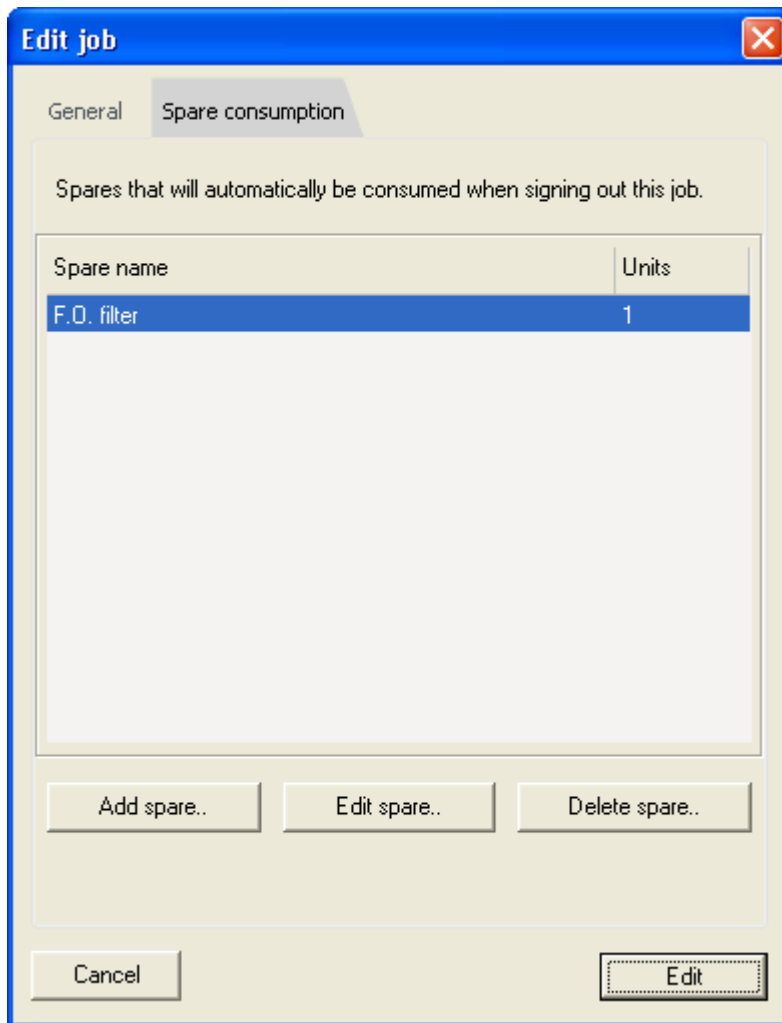 Edit job
General Spare consumption
Spares that will automatically be consumed when signing out this job.
Spare name Units
F.O. filter 1
Add spare.. Edit spare.. Delete spare..
Cancel Edit